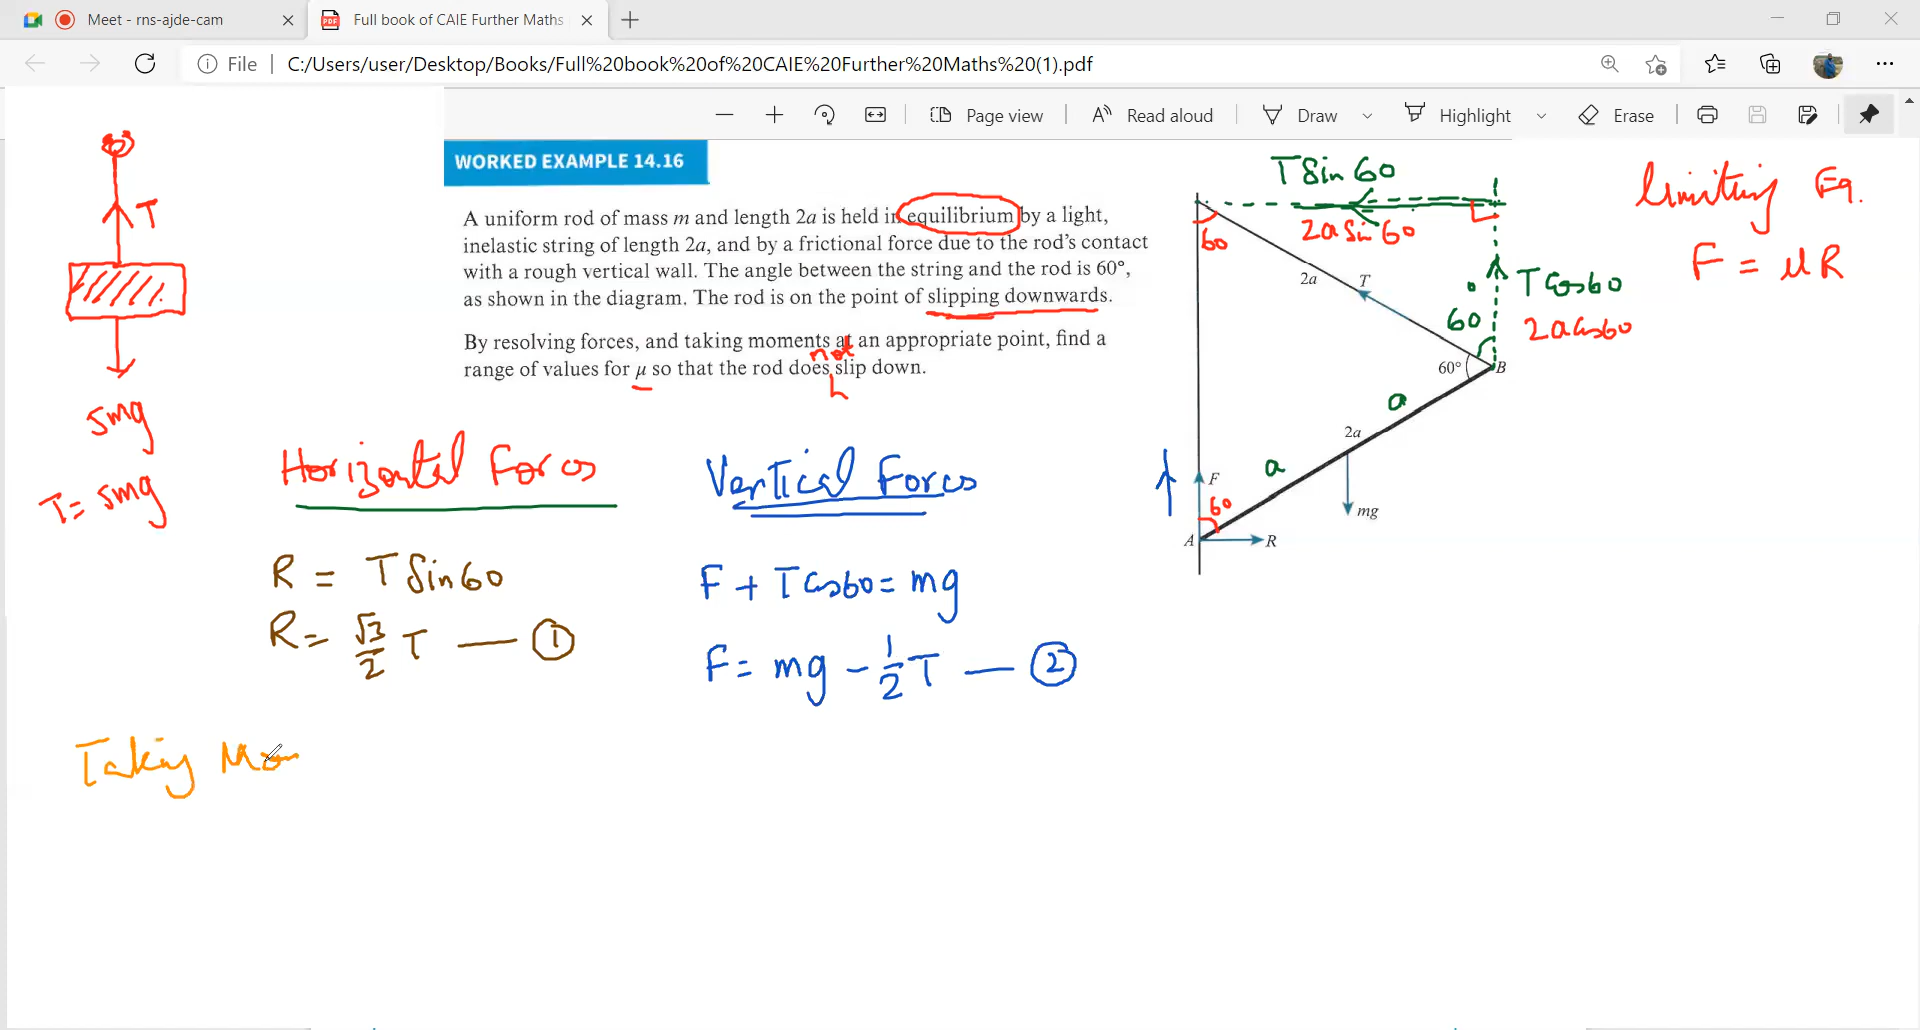 Meet - rns-ajde-cam
Full book of CAIE Further Maths
File
C:/Users/user/Desktop/Books/Full%20book%20of%20CAIE%20Further%20Maths%20(1).pdf
Page view
Read aloud
Draw
Highlight
Erase
WORKED EXAMPLE 14.16
A uniform rod of mass m and length 2a is held in equilibrium by a light,
inelastic string of length 2a, and by a frictional force due to the rod's contact
with a rough vertical wall. The angle between the string and the rod is 60°,
as shown in the diagram. The rod is on the point of slipping downwards.
By resolving forces, and taking moments at an appropriate point, find a
not
range of values for μ so that the rod does slip down.
T
5mg
T = 5mg
T Sin 60
60
2a Sin 60
2a
T
T Cos 60
60
2a Cos 60
60°
B
a
2a
a
F
60
mg
A
R
Limiting Eq.
F = μR
Horizontal Forces
R = T Sin 60
R = √3/2 T — ①
Vertical Forces
F + T Cos 60 = mg
F = mg - 1/2 T — ②
Taking Mom